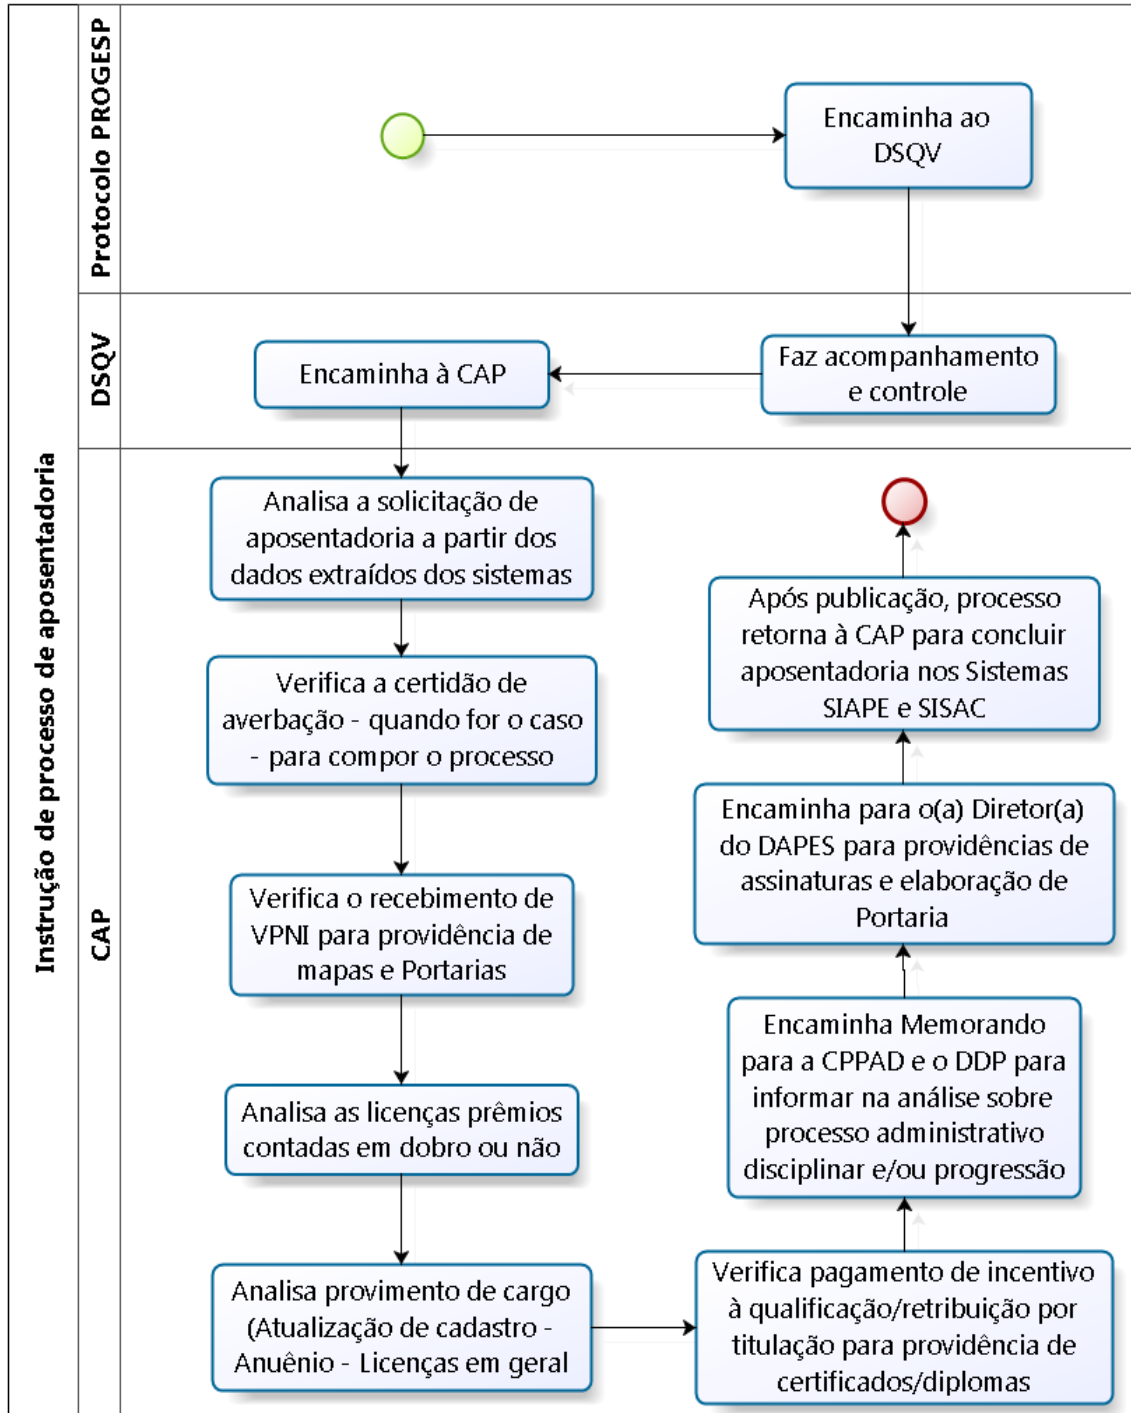 Instrução de processo de aposentadoria
Protocolo PROGESP
Encaminha ao
DSQV
DSQV
Faz acompanhamento
e controle
Encaminha à CAP
CAP
Analisa a solicitação de
aposentadoria a partir dos
dados extraídos dos sistemas
Verifica a certidão de
averbação - quando for o caso
- para compor o processo
Verifica o recebimento de
VPNI para providência de
mapas e Portarias
Analisa as licenças prêmios
contadas em dobro ou não
Analisa provimento de cargo
(Atualização de cadastro -
Anuênio - Licenças em geral
Verifica pagamento de incentivo
à qualificação/retribuição por
titulação para providência de
certificados/diplomas
Encaminha Memorando
para a CPPAD e o DDP para
informar na análise sobre
processo administrativo
disciplinar e/ou progressão
Encaminha para o(a) Diretor(a)
do DAPES para providências de
assinaturas e elaboração de
Portaria
Após publicação, processo
retorna à CAP para concluir
aposentadoria nos Sistemas
SIAPE e SISAC